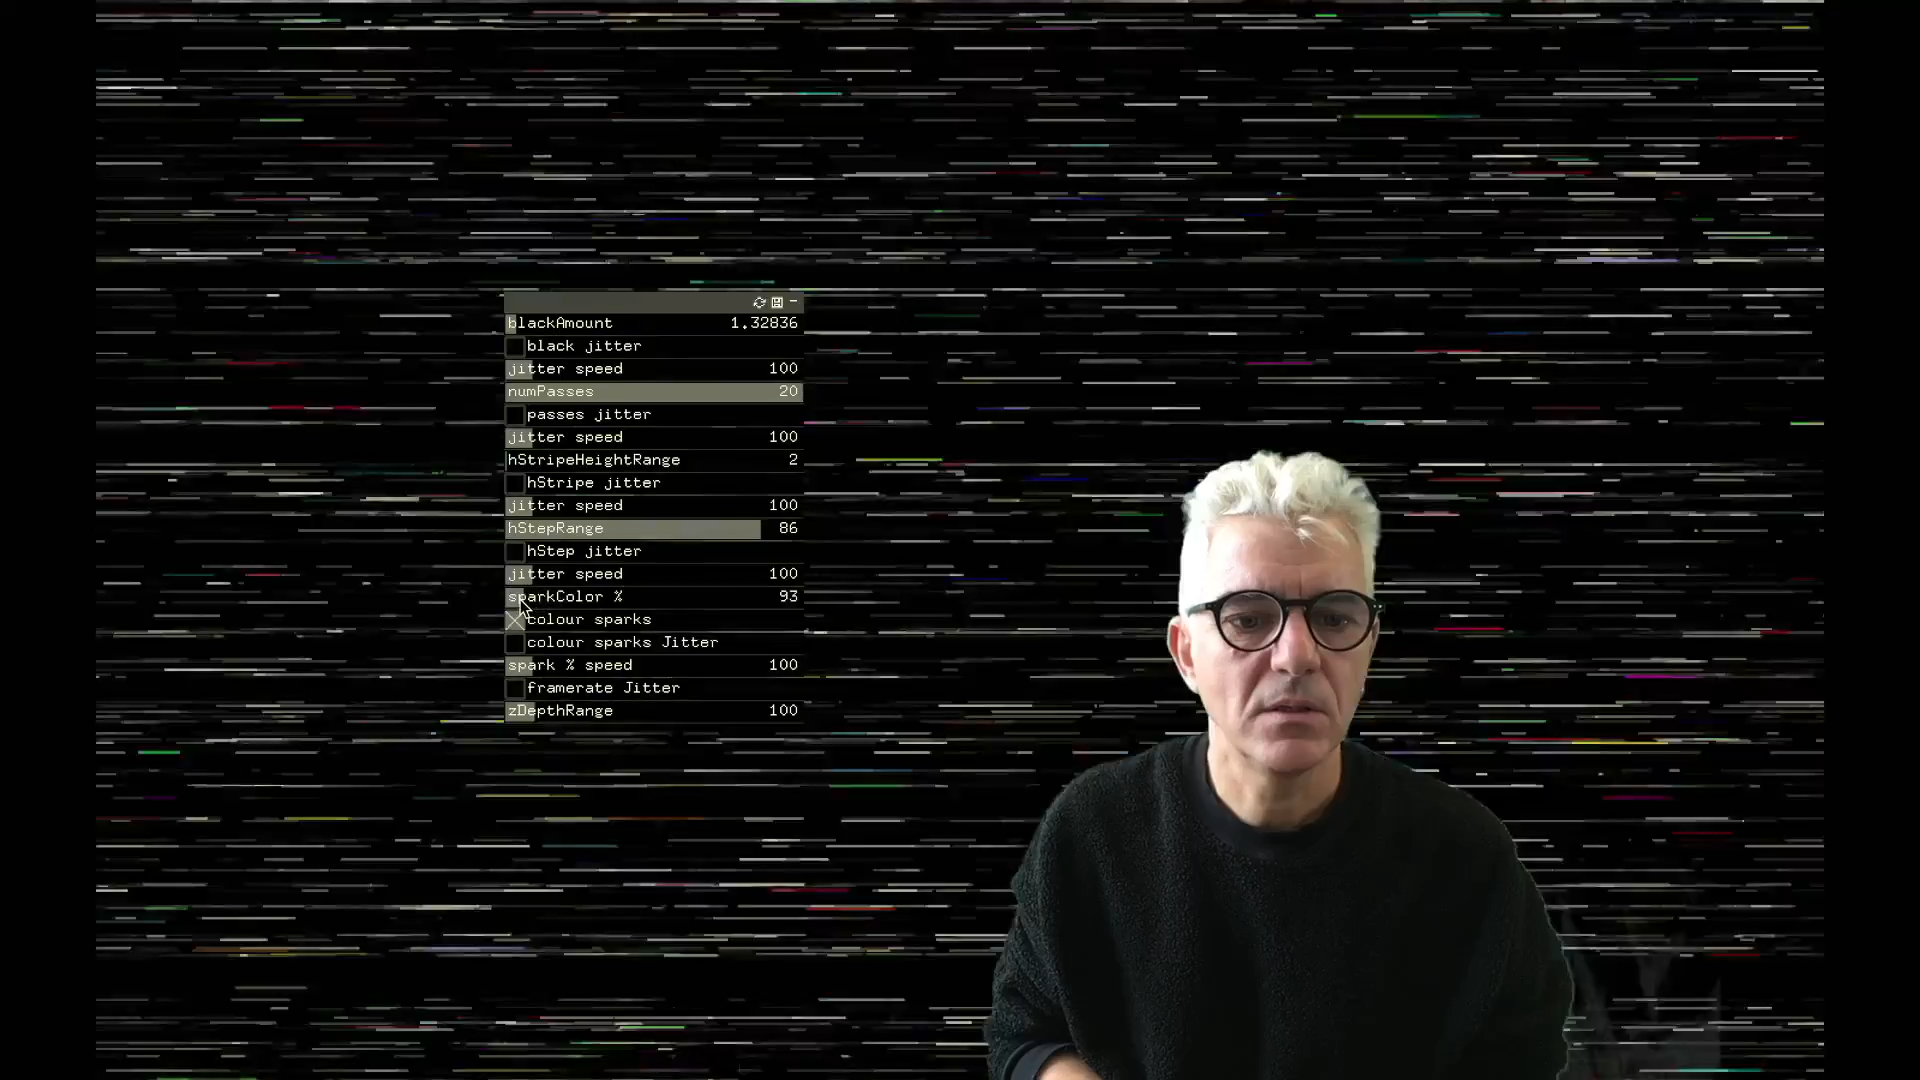 blackAmount 1.32836
black jitter
jitter speed 100
numPasses 20
passes jitter
jitter speed 100
hStripeHeightRange 2
hStripe jitter
jitter speed 100
hStepRange 86
hStep jitter
jitter speed 100
sparkColor % 93
colour sparks
colour sparks Jitter
spark % speed 100
framerate Jitter
zDepthRange 100